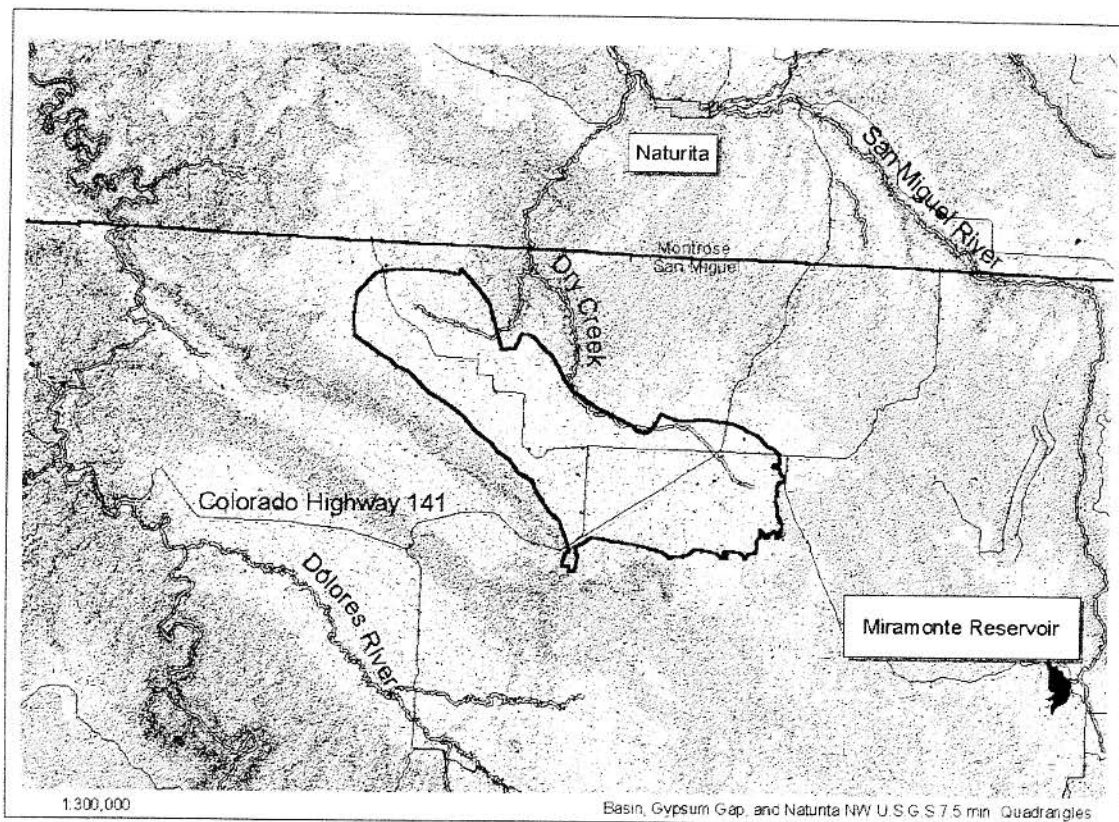 Naturita
San Miguel River
Montrose
San Miguel
Dry Creek
Colorado Highway 141
Dolores River
Miramonte Reservoir
1:300,000
Basin, Gypsum Gap, and Naturita NW U.S.G.S 7.5 min Quadrangles